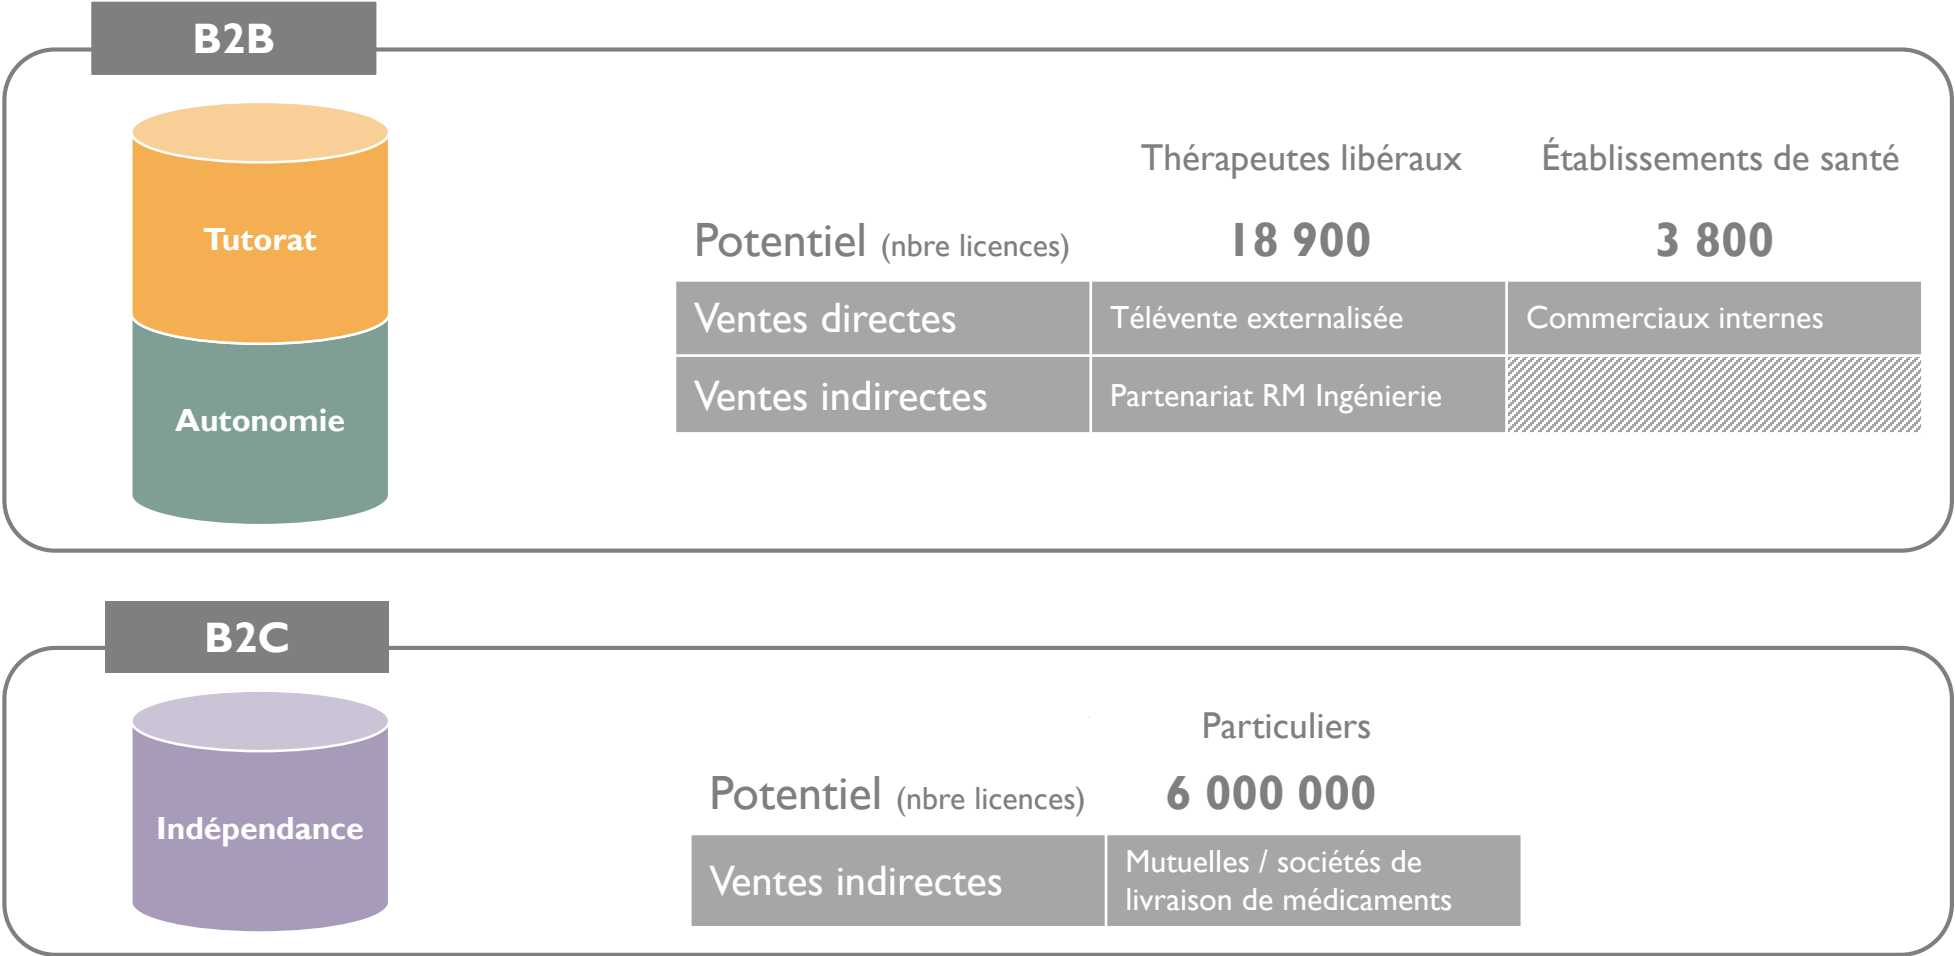 B2B
Tutorat
Autonomie
Thérapeutes libéraux Établissements de santé
Potentiel (nbre licences) 18 900 3 800
Ventes directes Télévente externalisée Commerciaux internes
Ventes indirectes Partenariat RM Ingénierie
B2C
Indépendance
Particuliers
Potentiel (nbre licences) 6 000 000
Ventes indirectes Mutuelles / sociétés de
livraison de médicaments